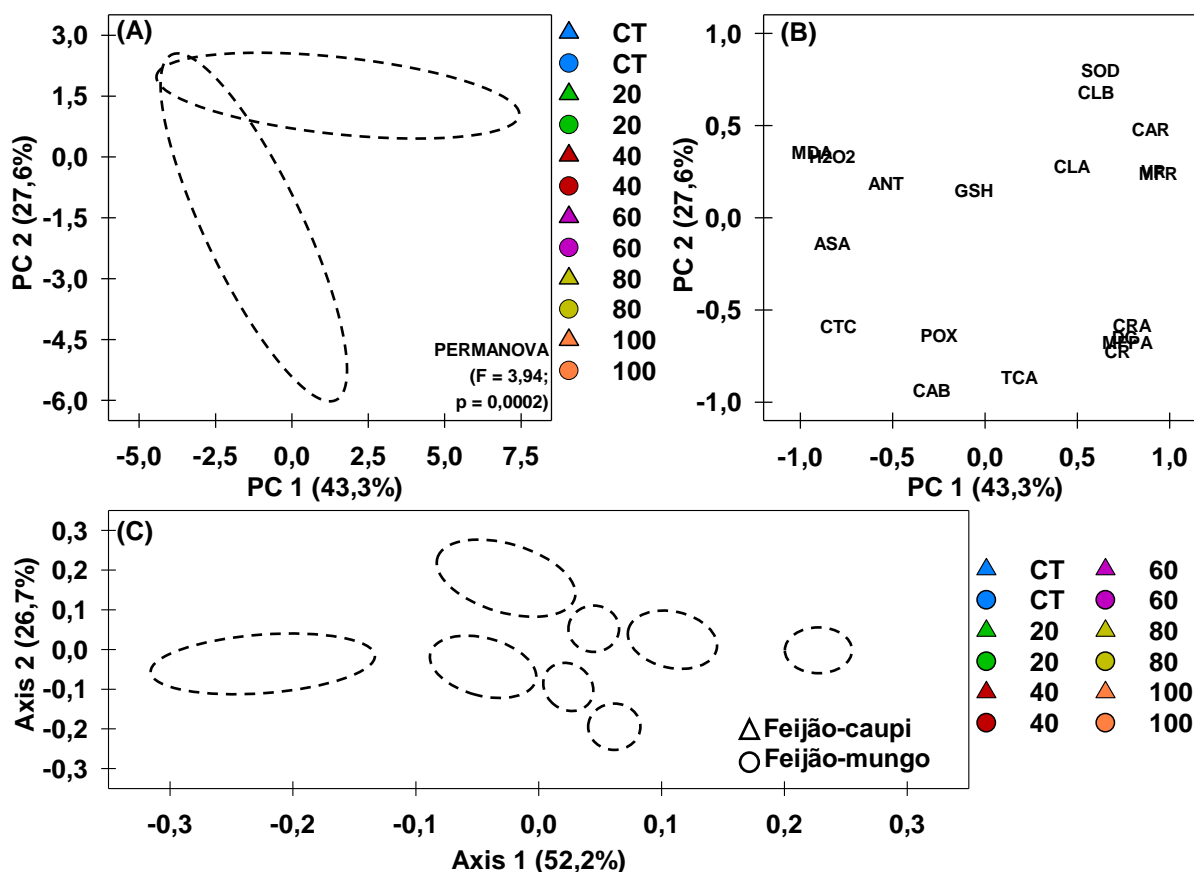 (A)
3,0
1,5
0,0
-1,5
-3,0
-4,5
-6,0
PC 2 (27,6%)
-5,0 -2,5 0,0 2,5 5,0 7,5
PC 1 (43,3%)
PERMANOVA
(F = 3,94;
p = 0,0002)
CT
CT
20
20
40
40
60
60
80
80
100
100
(B)
1,0
0,5
0,0
-0,5
-1,0
PC 2 (27,6%)
SOD
CLB
CAR
MDA
H2O2
CLA
ANT
GSH
ASA
CTC
POX
CRA
CR
TCA
CAB
-1,0 -0,5 0,0 0,5 1,0
PC 1 (43,3%)
(C)
0,3
0,2
0,1
0,0
-0,1
-0,2
-0,3
Axis 2 (26,7%)
Feijão-caupi
Feijão-mungo
-0,3 -0,2 -0,1 0,0 0,1 0,2 0,3
Axis 1 (52,2%)
CT 60
CT 60
20 80
20 80
40 100
40 100